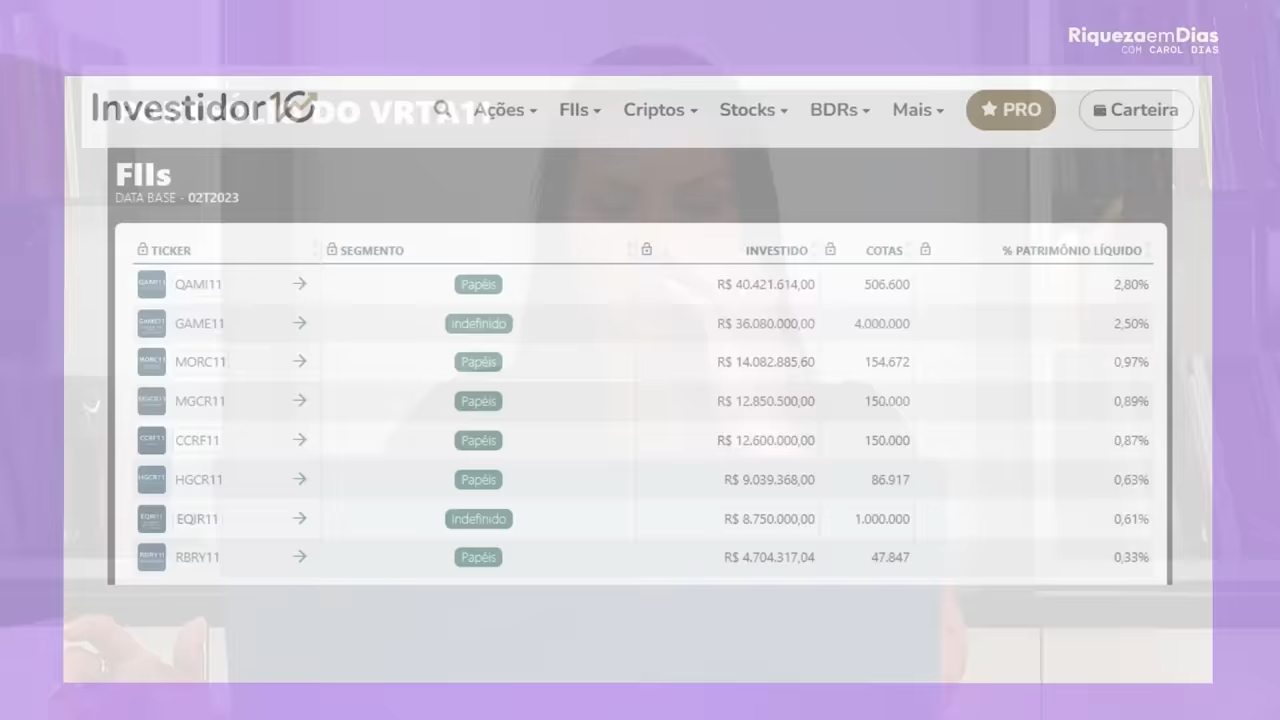 RiquezaemDias
COM CAROL DIAS
Investidor10
Ações
FIIs
Criptos
Stocks
BDRs
Mais
PRO
Carteira
DO VRTA11
FIIs
DATA BASE - 02T2023
TICKER SEGMENTO INVESTIDO COTAS % PATRIMÔNIO LÍQUIDO
QAMI11 Papéis R$ 40.421.614,00 506.600 2,80%
GAME11 Indefinido R$ 36.080.000,00 4.000.000 2,50%
MORC11 Papéis R$ 14.082.885,60 154.672 0,97%
MGCR11 Papéis R$ 12.850.500,00 150.000 0,89%
CCRF11 Papéis R$ 12.600.000,00 150.000 0,87%
HGCR11 Papéis R$ 9.039.368,00 86.917 0,63%
EQIR11 Indefinido R$ 8.750.000,00 1.000.000 0,61%
RBRY11 Papéis R$ 4.704.317,04 47.847 0,33%